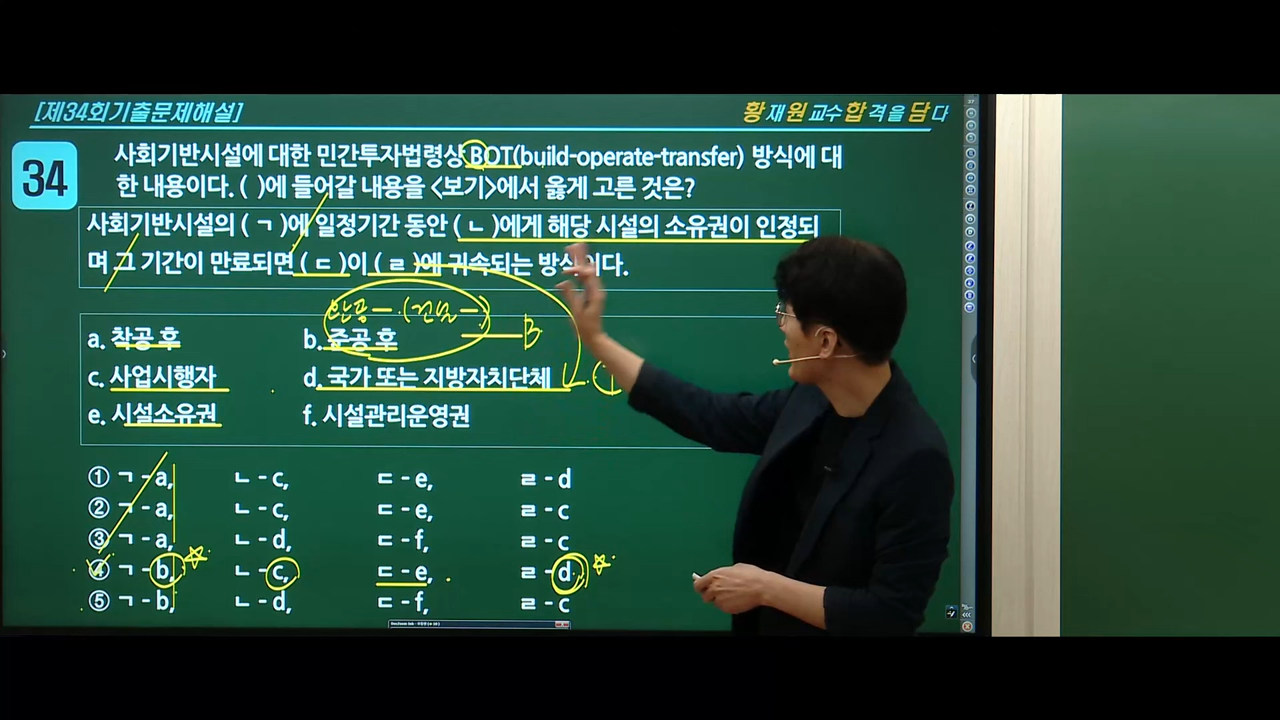 [제34회기출문제해설]
황재원 교수 합격을 담다
34
사회기반시설에 대한 민간투자법령상 BOT(build-operate-transfer) 방식에 대
한 내용이다. ( )에 들어갈 내용을 <보기>에서 옳게 고른 것은?
사회기반시설의 ( ㄱ )에 일정기간 동안 ( ㄴ )에게 해당 시설의 소유권이 인정되
며 그 기간이 만료되면 ( ㄷ )이 ( ㄹ )에 귀속되는 방식이다.
a. 착공 후 b. 준공 후 B
c. 사업시행자 d. 국가 또는 지방자치단체
e. 시설소유권 f. 시설관리운영권
① ㄱ - a, ㄴ - c, ㄷ - e, ㄹ - d
② ㄱ - a, ㄴ - c, ㄷ - e, ㄹ - c
③ ㄱ - a, ㄴ - d, ㄷ - f, ㄹ - c
④ ㄱ - b, ㄴ - c, ㄷ - e, ㄹ - d
⑤ ㄱ - b, ㄴ - d, ㄷ - f, ㄹ - c